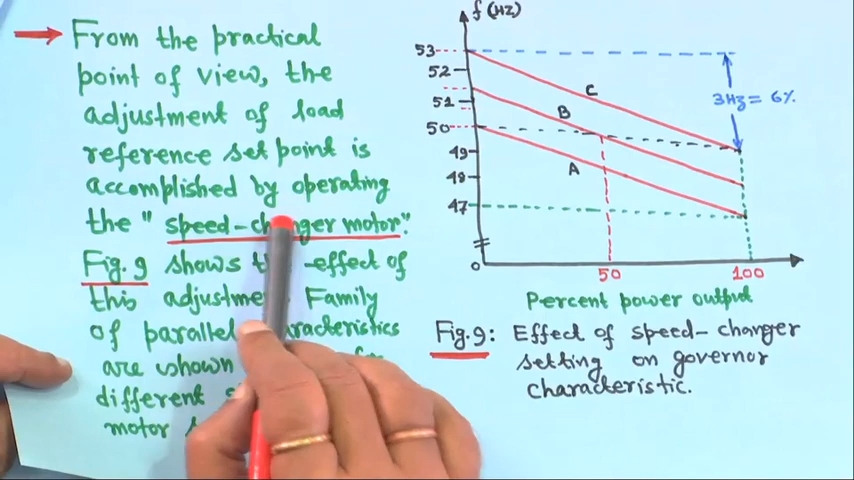 From the practical
point of view, the
adjustment of load
reference set point is
accomplished by operating
the "speed-changer motor."
Fig. 9 shows effect of
this Family
of parallel
are shown
different
motor
f (HZ)
53
52
51
50
49
48
47
0
C
B
A
3Hz = 6%
50
100
Percent power output
Fig. 9: Effect of speed-changer
setting on governor
characteristic.